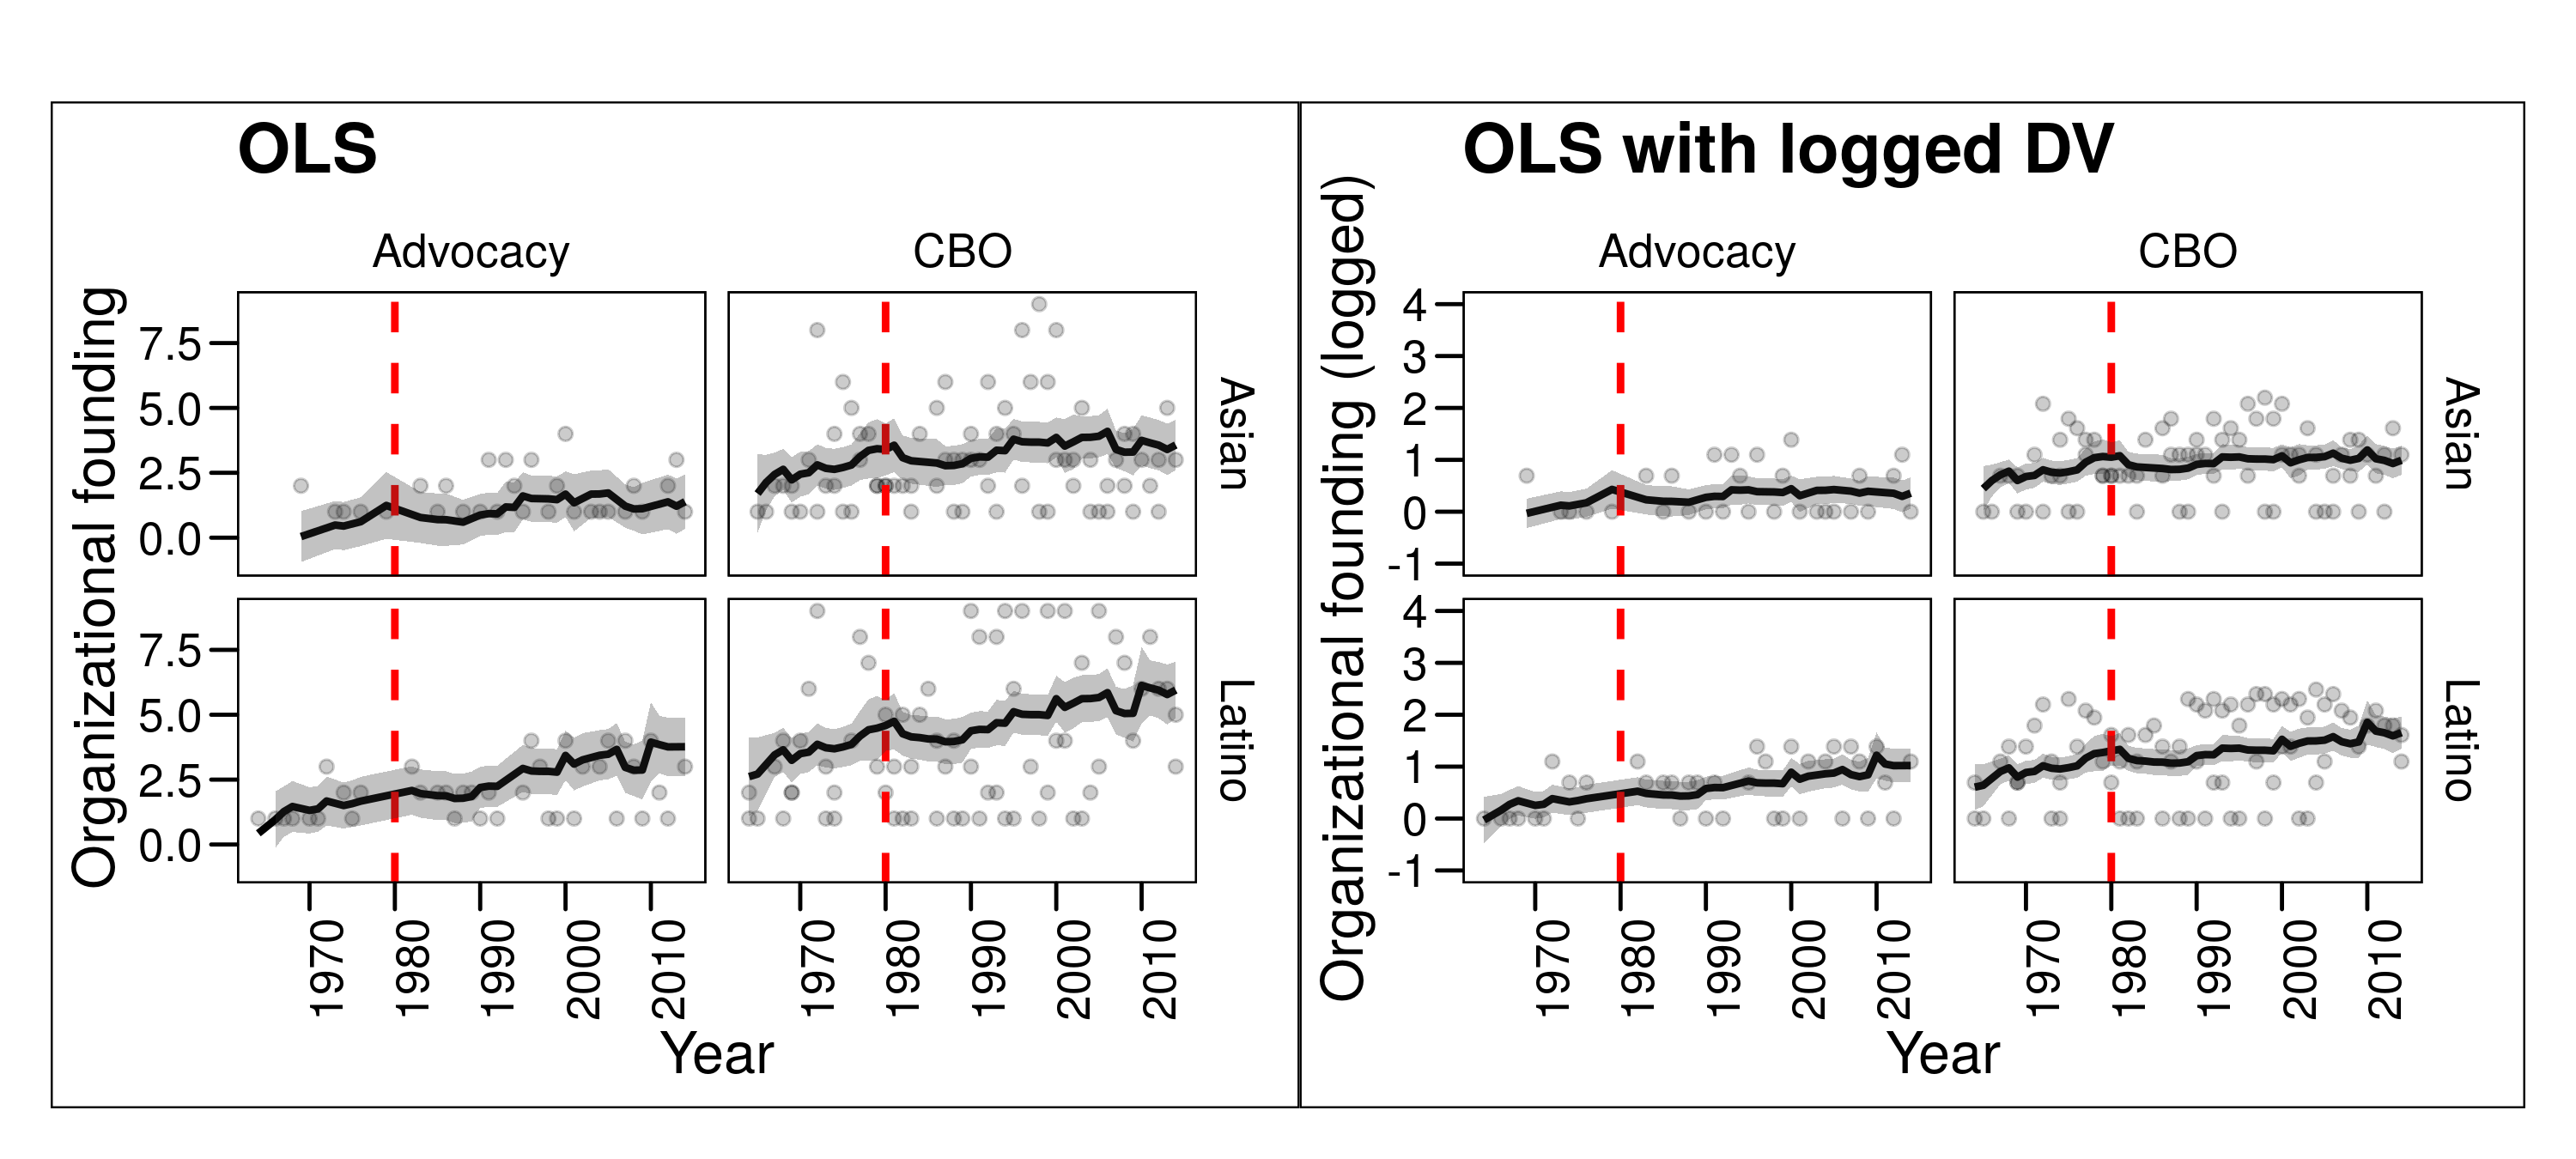 OLS
Advocacy
CBO
Organizational founding
7.5
5.0
2.5
0.0
Asian
7.5
5.0
2.5
0.0
Latino
1970
1980
1990
2000
2010
1970
1980
1990
2000
2010
Year
OLS with logged DV
Advocacy
CBO
Organizational founding (logged)
4
3
2
1
0
-1
Asian
4
3
2
1
0
-1
Latino
1970
1980
1990
2000
2010
1970
1980
1990
2000
2010
Year